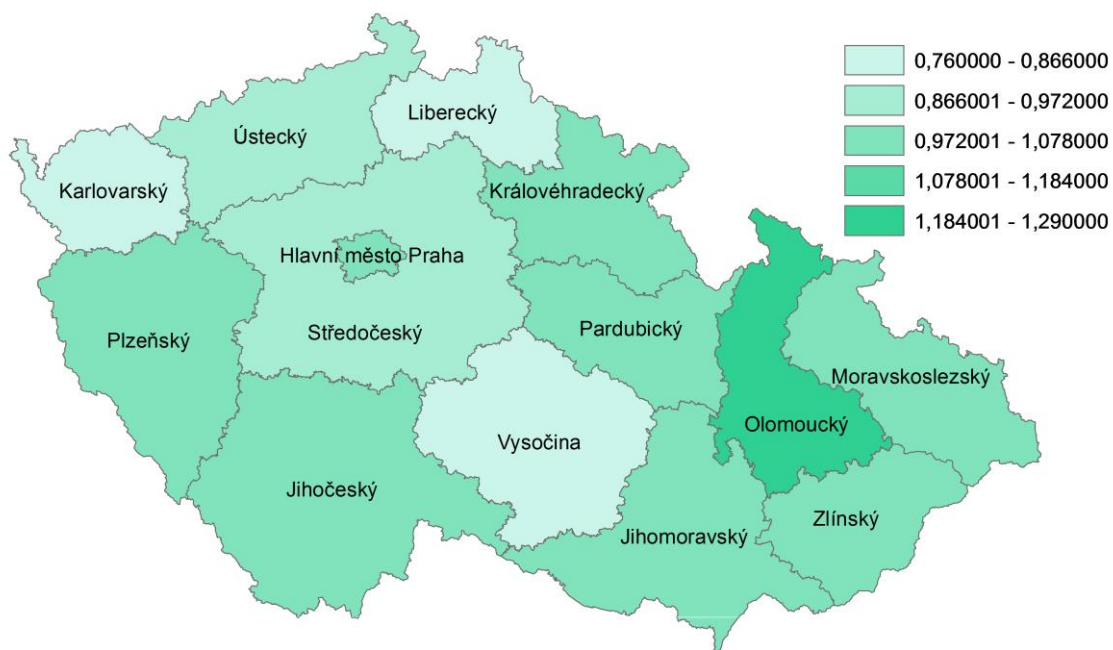 0,760000 - 0,866000
0,866001 - 0,972000
0,972001 - 1,078000
1,078001 - 1,184000
1,184001 - 1,290000
Liberecký
Ústecký
Karlovarský
Královéhradecký
Hlavní město Praha
Plzeňský
Středočeský
Pardubický
Moravskoslezský
Olomoucký
Vysočina
Jihočeský
Zlínský
Jihomoravský